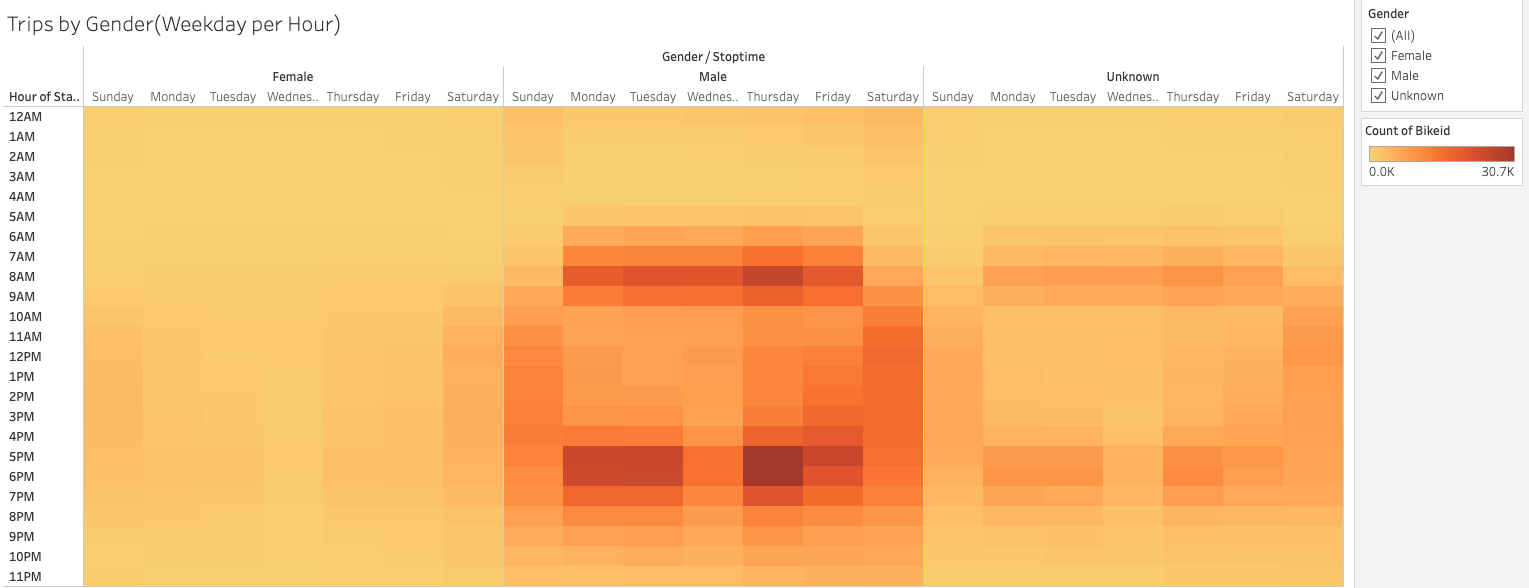 Trips by Gender(Weekday per Hour)
Gender / Stoptime
Female Male Unknown
Hour of Sta.. Sunday Monday Tuesday Wednes.. Thursday Friday Saturday Sunday Monday Tuesday Wednes.. Thursday Friday Saturday Sunday Monday Tuesday Wednes.. Thursday Friday Saturday
12AM
1AM
2AM
3AM
4AM
5AM
6AM
7AM
8AM
9AM
10AM
11AM
12PM
1PM
2PM
3PM
4PM
5PM
6PM
7PM
8PM
9PM
10PM
11PM
Gender
(All)
Female
Male
Unknown
Count of Bikeid
0.0K 30.7K